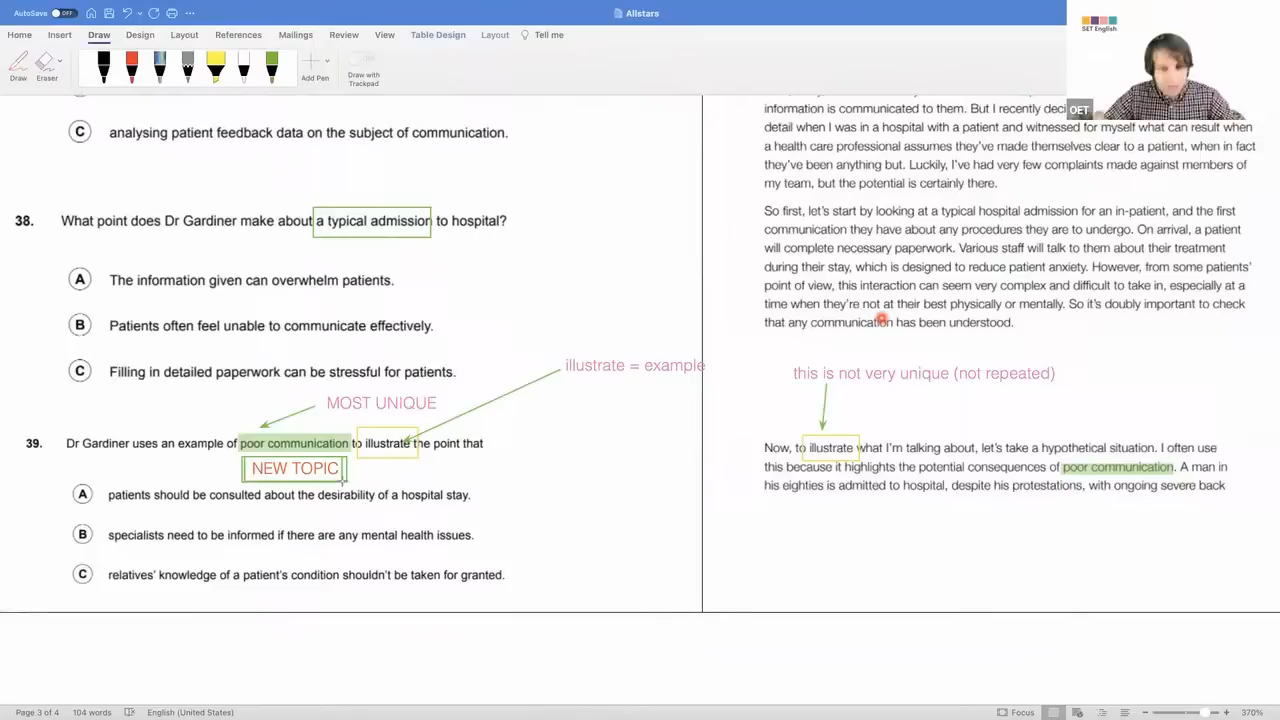 AutoSave OFF
Allstars
Home Insert Draw Design Layout References Mailings Review View Table Design Layout Tell me
SET English
Draw Eraser Add Pen Draw with Trackpad
OET
C analysing patient feedback data on the subject of communication.
38. What point does Dr Gardiner make about a typical admission to hospital?
A The information given can overwhelm patients.
B Patients often feel unable to communicate effectively.
C Filling in detailed paperwork can be stressful for patients.
illustrate = example
MOST UNIQUE
39. Dr Gardiner uses an example of poor communication to illustrate the point that
NEW TOPIC
A patients should be consulted about the desirability of a hospital stay.
B specialists need to be informed if there are any mental health issues.
C relatives' knowledge of a patient's condition shouldn't be taken for granted.
information is communicated to them. But I recently deci
detail when I was in a hospital with a patient and witnessed for myself what can result when
a health care professional assumes they've made themselves clear to a patient, when in fact
they've been anything but. Luckily, I've had very few complaints made against members of
my team, but the potential is certainly there.
So first, let's start by looking at a typical hospital admission for an in-patient, and the first
communication they have about any procedures they are to undergo. On arrival, a patient
will complete necessary paperwork. Various staff will talk to them about their treatment
during their stay, which is designed to reduce patient anxiety. However, from some patients'
point of view, this interaction can seem very complex and difficult to take in, especially at a
time when they're not at their best physically or mentally. So it's doubly important to check
that any communication has been understood.
this is not very unique (not repeated)
Now, to illustrate what I'm talking about, let's take a hypothetical situation. I often use
this because it highlights the potential consequences of poor communication. A man in
his eighties is admitted to hospital, despite his protestations, with ongoing severe back
Page 3 of 4 104 words English (United States) Focus 370%